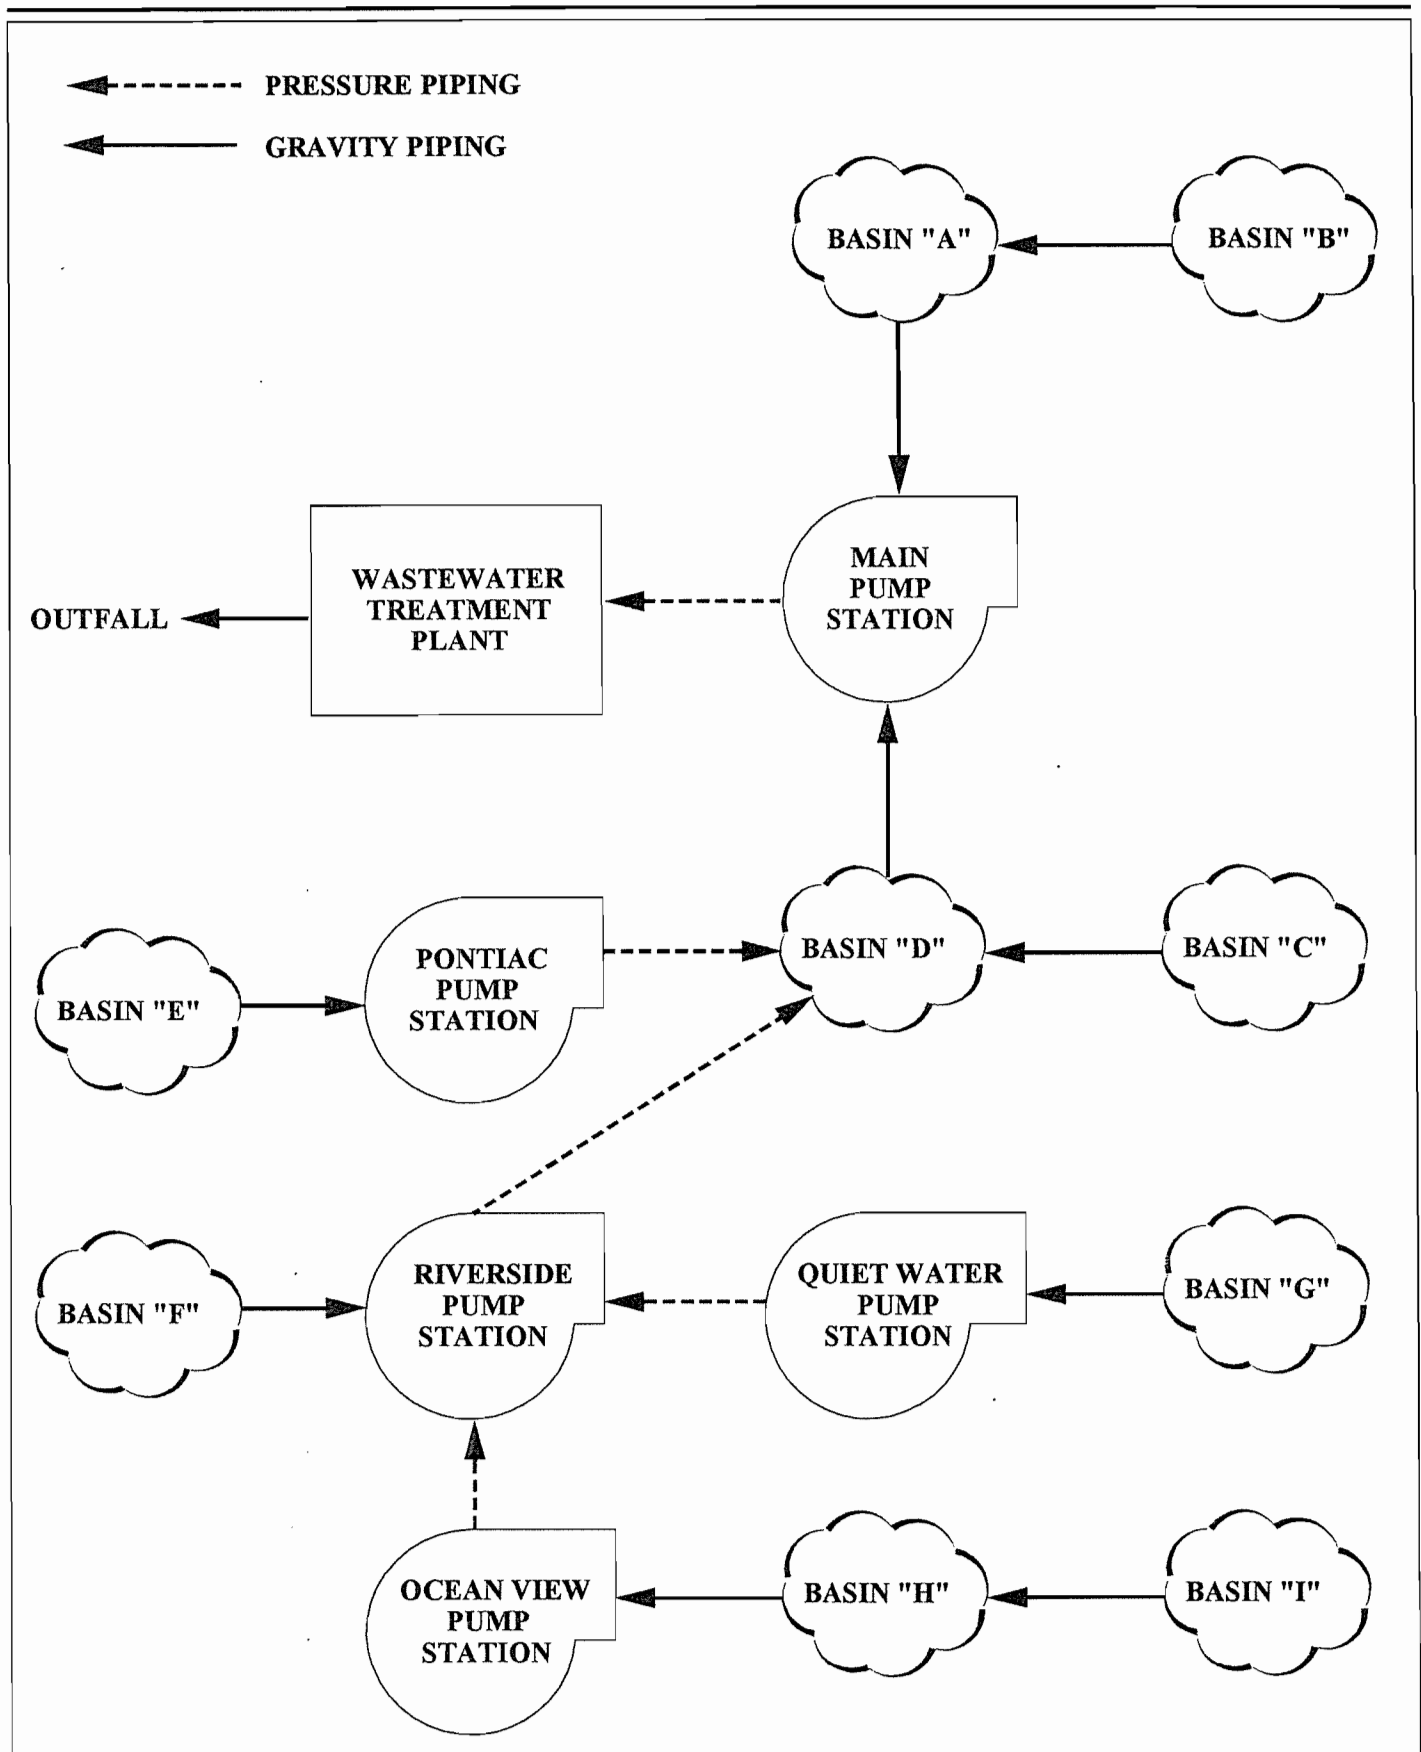 PRESSURE PIPING
GRAVITY PIPING
BASIN "A"
BASIN "B"
MAIN
PUMP
STATION
WASTEWATER
TREATMENT
PLANT
OUTFALL
PONTIAC
PUMP
STATION
BASIN "D"
BASIN "C"
BASIN "E"
RIVERSIDE
PUMP
STATION
QUIET WATER
PUMP
STATION
BASIN "G"
BASIN "F"
OCEAN VIEW
PUMP
STATION
BASIN "H"
BASIN "I"